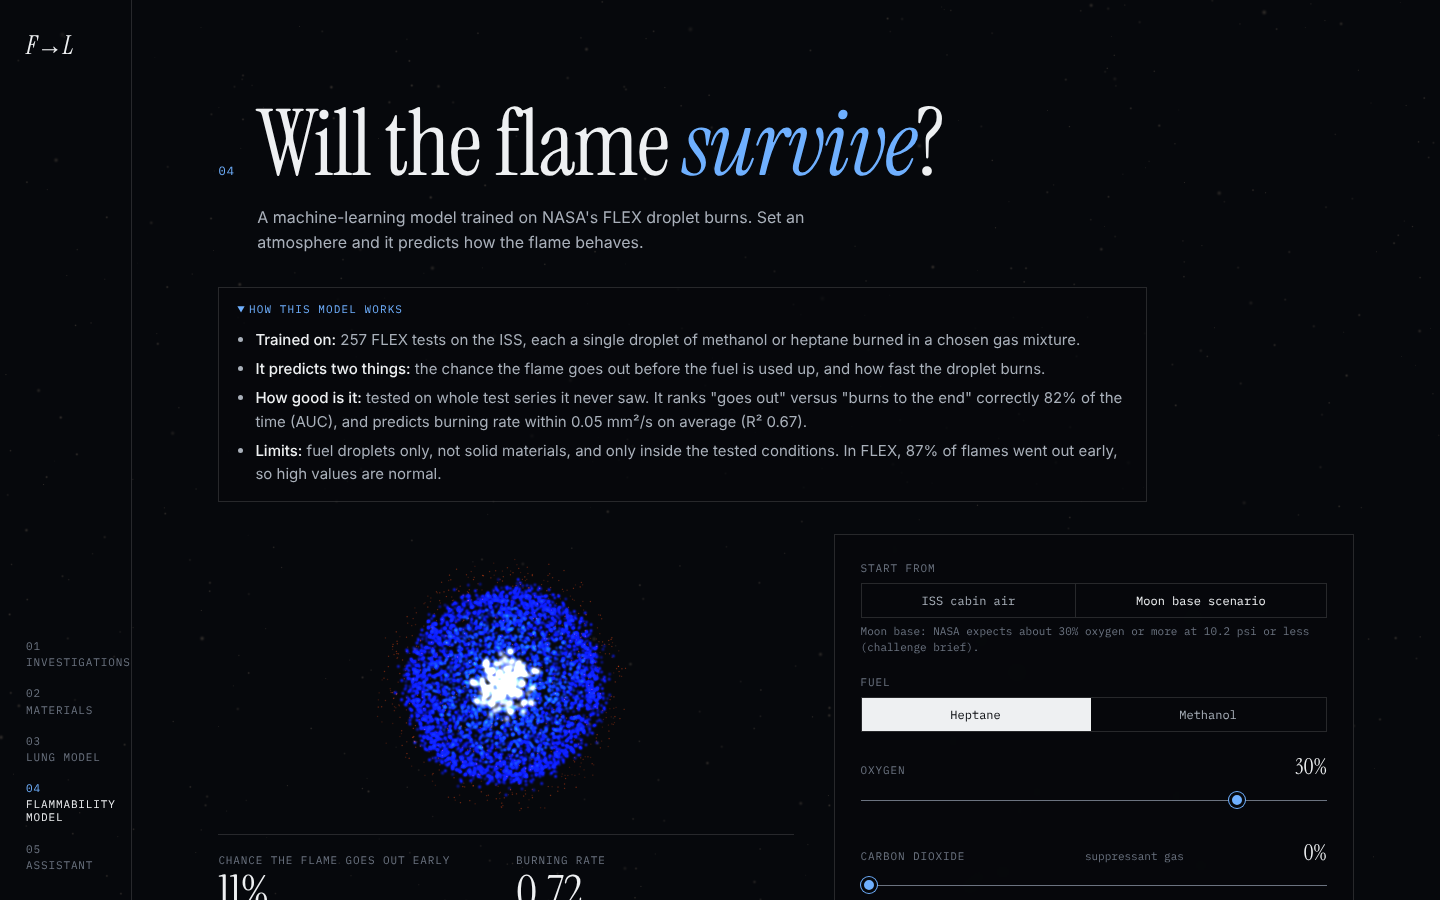 F→L
04
Will the flame survive?
A machine-learning model trained on NASA's FLEX droplet burns. Set an
atmosphere and it predicts how the flame behaves.
▼ HOW THIS MODEL WORKS
• Trained on: 257 FLEX tests on the ISS, each a single droplet of methanol or heptane burned in a chosen gas mixture.
• It predicts two things: the chance the flame goes out before the fuel is used up, and how fast the droplet burns.
• How good is it: tested on whole test series it never saw. It ranks "goes out" versus "burns to the end" correctly 82% of the
time (AUC), and predicts burning rate within 0.05 mm²/s on average (R² 0.67).
• Limits: fuel droplets only, not solid materials, and only inside the tested conditions. In FLEX, 87% of flames went out early,
so high values are normal.
START FROM
ISS cabin air
Moon base scenario
Moon base: NASA expects about 30% oxygen or more at 10.2 psi or less
(challenge brief).
FUEL
Heptane
Methanol
OXYGEN
30%
CARBON DIOXIDE
suppressant gas
0%
CHANCE THE FLAME GOES OUT EARLY
11%
BURNING RATE
0.72
01
INVESTIGATIONS
02
MATERIALS
03
LUNG MODEL
04
FLAMMABILITY
MODEL
05
ASSISTANT